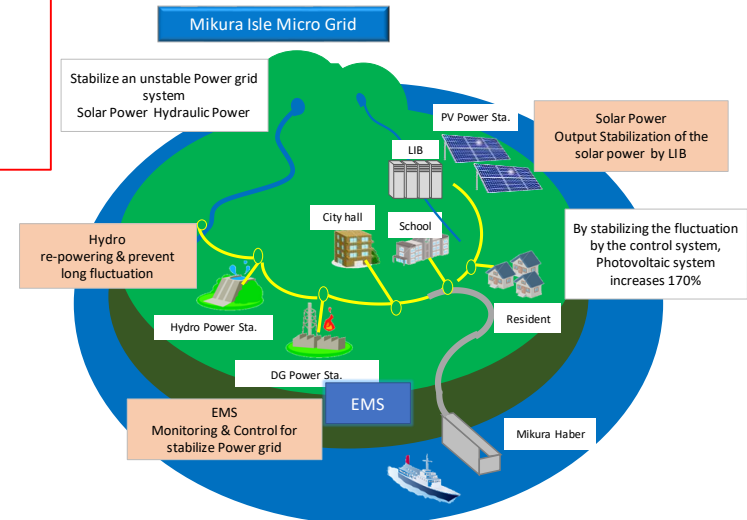 Mikura Isle Micro Grid
Stabilize an unstable Power grid
system
Solar Power  Hydraulic Power
PV Power Sta.
Solar Power
Output Stabilization of the
solar power by LIB
LIB
City hall
School
By stabilizing the fluctuation
by the control system,
Photovoltaic system
increases 170%
Hydro
re-powering & prevent
long fluctuation
Hydro Power Sta.
Resident
DG Power Sta.
EMS
EMS
Monitoring & Control for
stabilize Power grid
Mikura Haber